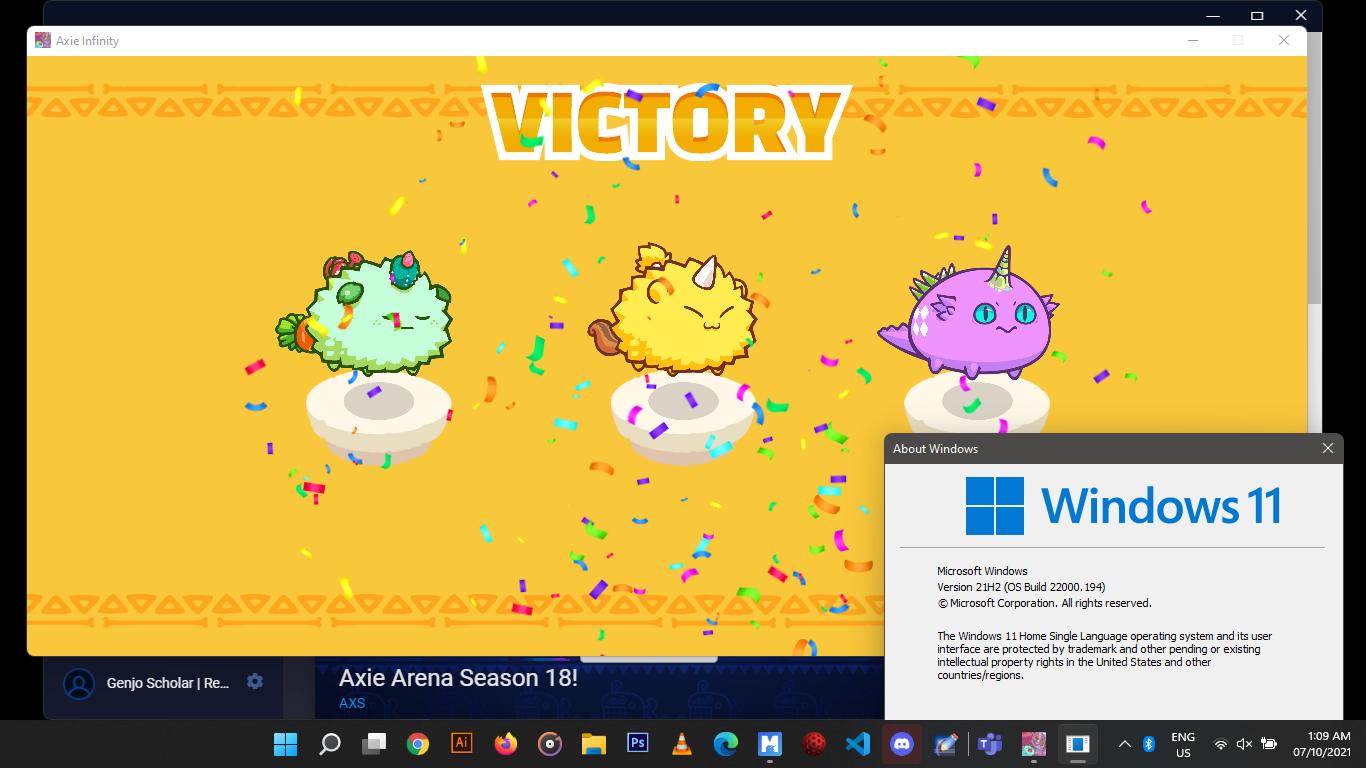 Axie Infinity
VICTORY
About Windows
Windows 11
Microsoft Windows
Version 21H2 (OS Build 22000.194)
© Microsoft Corporation. All rights reserved.
The Windows 11 Home Single Language operating system and its user
interface are protected by trademark and other pending or existing
intellectual property rights in the United States and other
countries/regions.
Genjo Scholar | Re...
Axie Arena Season 18!
AXS
Ai
Ps
ENG
US
1:09 AM
07/10/2021